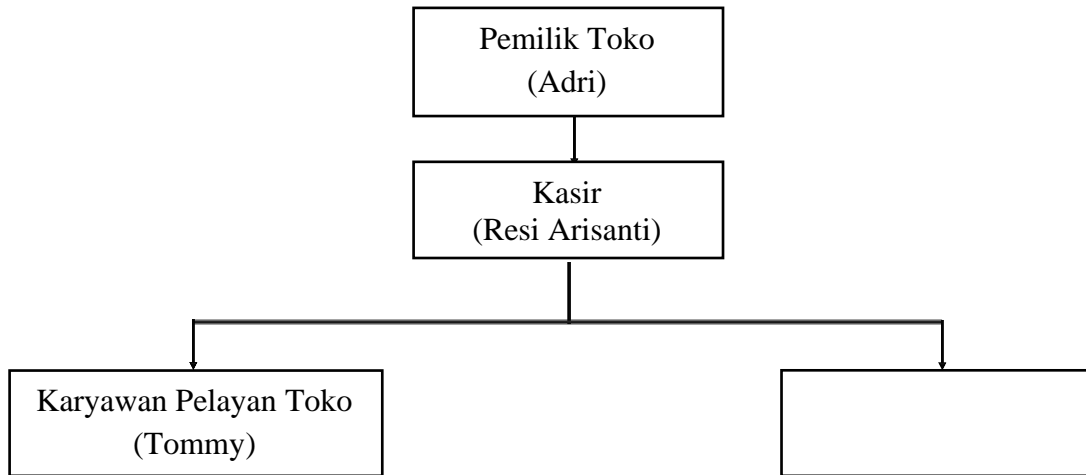 Pemilik Toko
(Adri)
Kasir
(Resi Arisanti)
Karyawan Pelayan Toko
(Tommy)